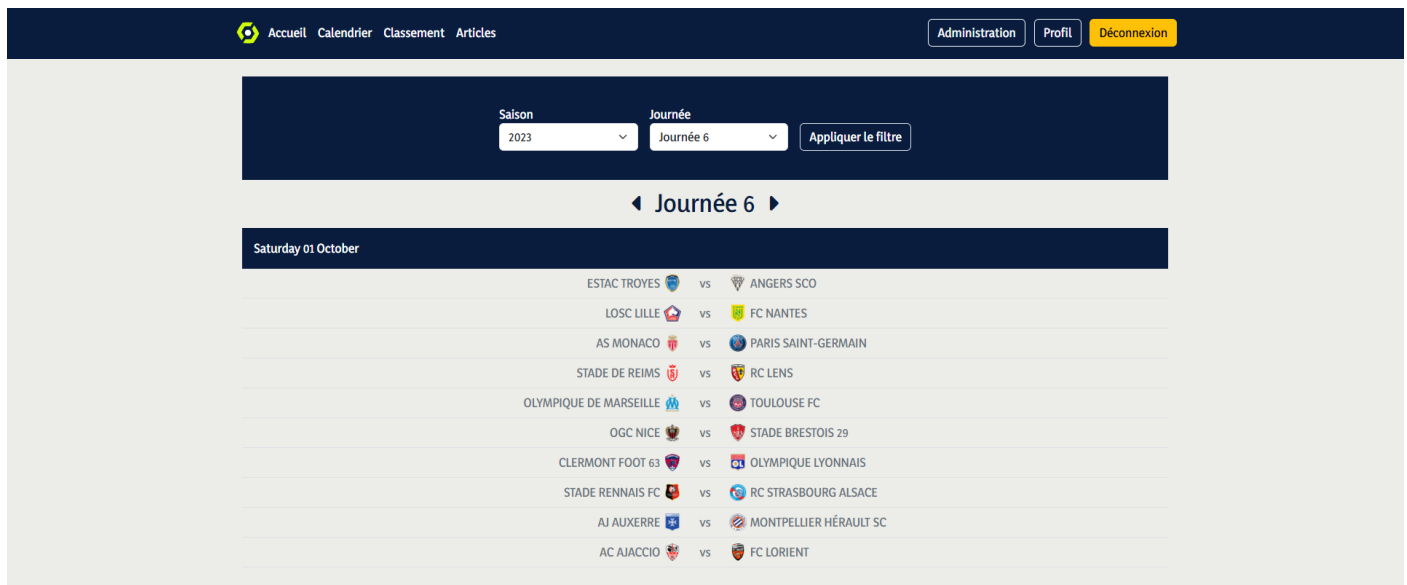 Accueil Calendrier Classement Articles Administration Profil Déconnexion
Saison Journée
2023 Journée 6 Appliquer le filtre
Journée 6
Saturday 01 October
ESTAC TROYES vs ANGERS SCO
LOSC LILLE vs FC NANTES
AS MONACO vs PARIS SAINT-GERMAIN
STADE DE REIMS vs RC LENS
OLYMPIQUE DE MARSEILLE vs TOULOUSE FC
OGC NICE vs STADE BRESTOIS 29
CLERMONT FOOT 63 vs OLYMPIQUE LYONNAIS
STADE RENNAIS FC vs RC STRASBOURG ALSACE
AJ AUXERRE vs MONTPELLIER HÉRAULT SC
AC AJACCIO vs FC LORIENT